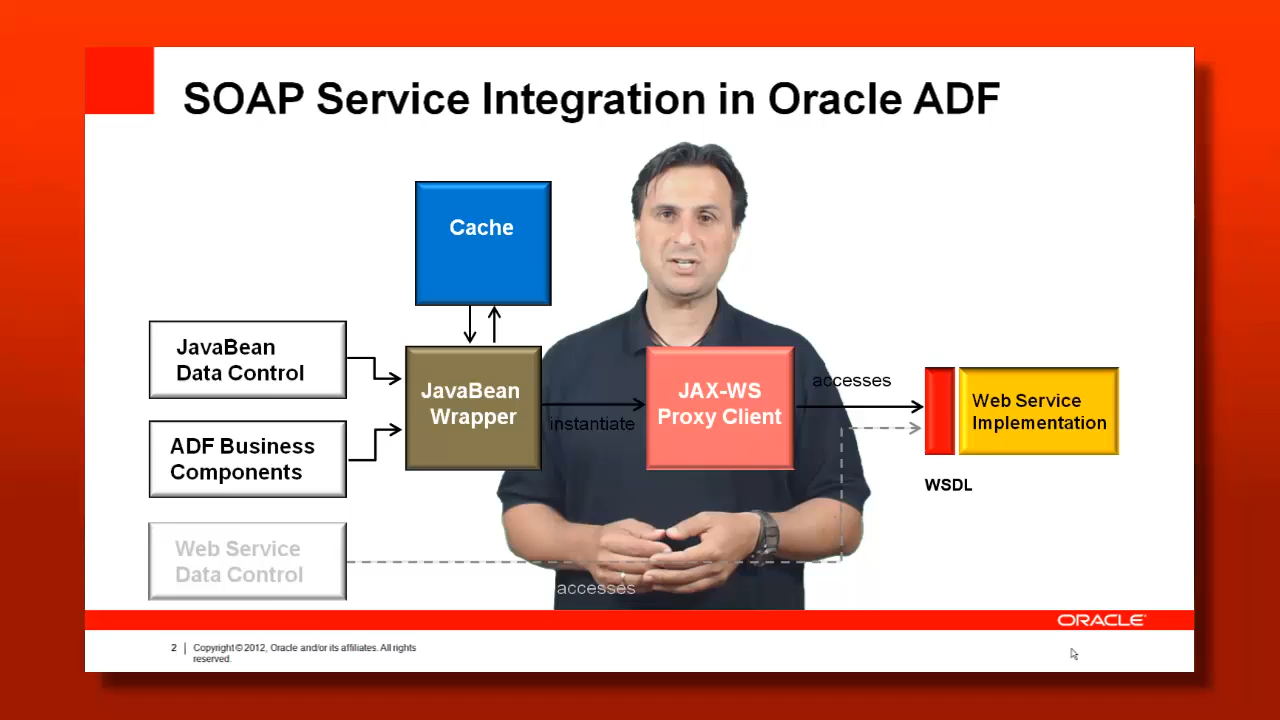 SOAP Service Integration in Oracle ADF
Cache
JavaBean
Data Control
JavaBean
Wrapper
instantiate
JAX-WS
Proxy Client
accesses
Web Service
Implementation
WSDL
ADF Business
Components
Web Service
Data Control
accesses
ORACLE
2
Copyright © 2012, Oracle and/or its affiliates. All rights
reserved.